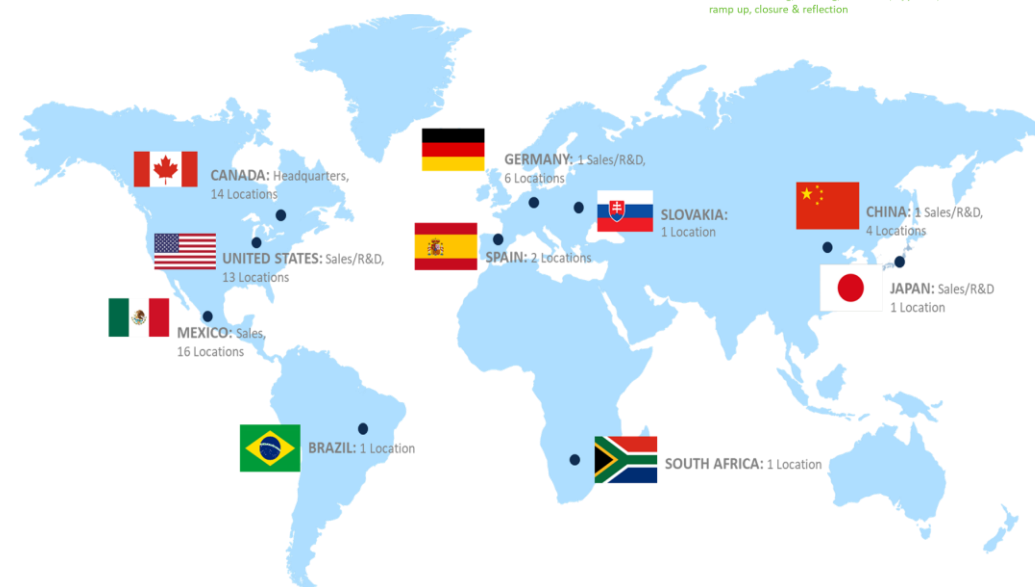 ramp up, closure & reflection
CANADA: Headquarters,
14 Locations
UNITED STATES: Sales/R&D,
13 Locations
MEXICO: Sales,
16 Locations
BRAZIL: 1 Location
GERMANY: 1 Sales/R&D,
6 Locations
SLOVAKIA:
1 Location
SPAIN: 2 Locations
SOUTH AFRICA: 1 Location
CHINA: 1 Sales/R&D,
4 Locations
JAPAN: Sales/R&D
1 Location